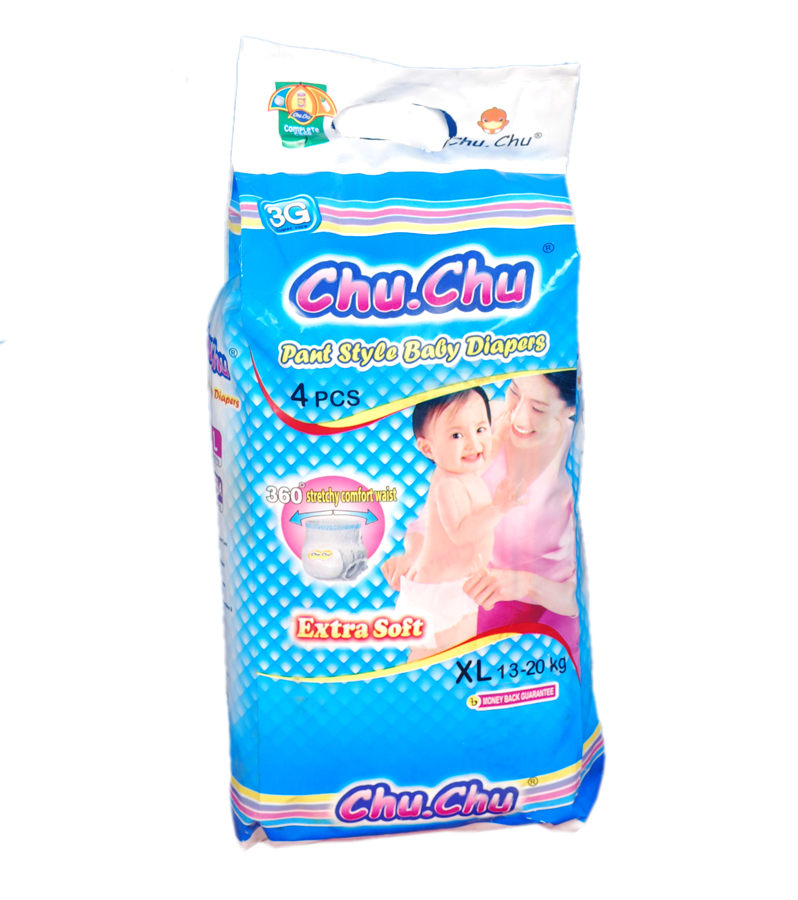 Chu.Chu
COMPLETE
Chu.Chu®
3G
®
Chu.Chu
Pant Style Baby Diapers
4 PCS
®
Diapers
L
360° stretchy comfort waist
Extra Soft
XL 13-20 kg
MONEY BACK GUARANTEE
Chu.Chu®